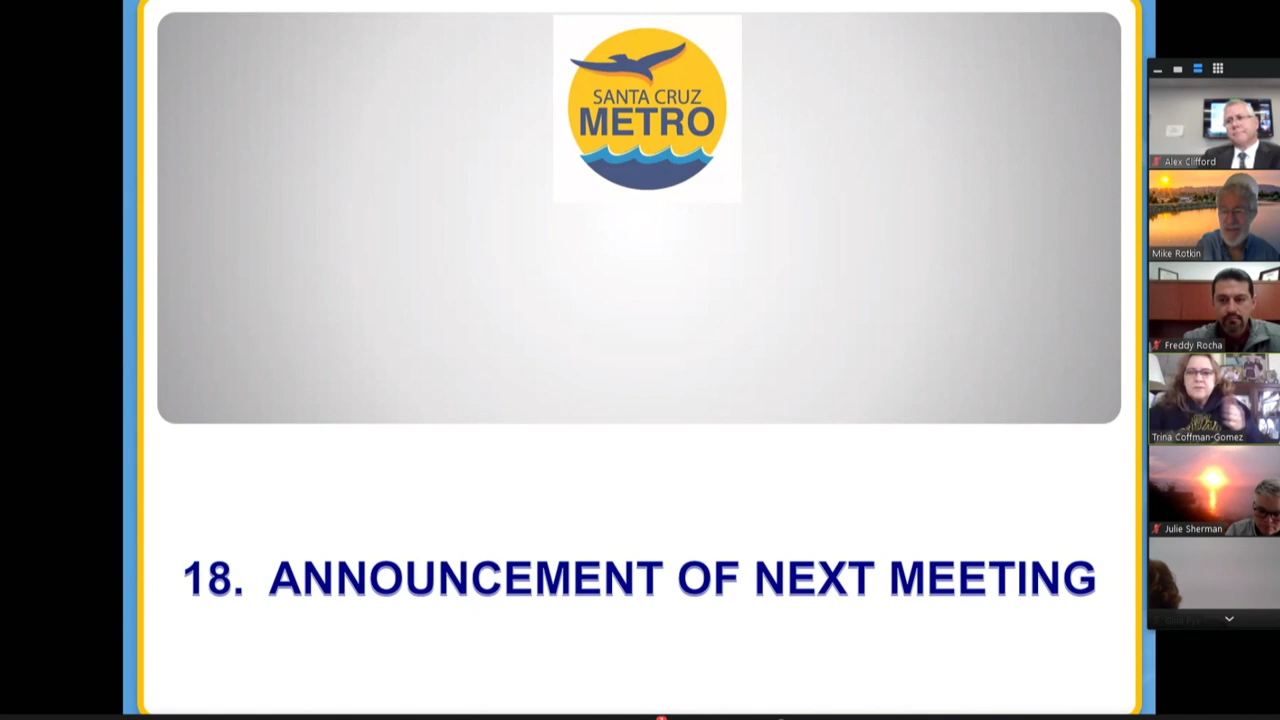 SANTA CRUZ
METRO
18. ANNOUNCEMENT OF NEXT MEETING
Alex Clifford
Mike Rotkin
Freddy Rocha
Trina Coffman-Gomez
Julie Sherman